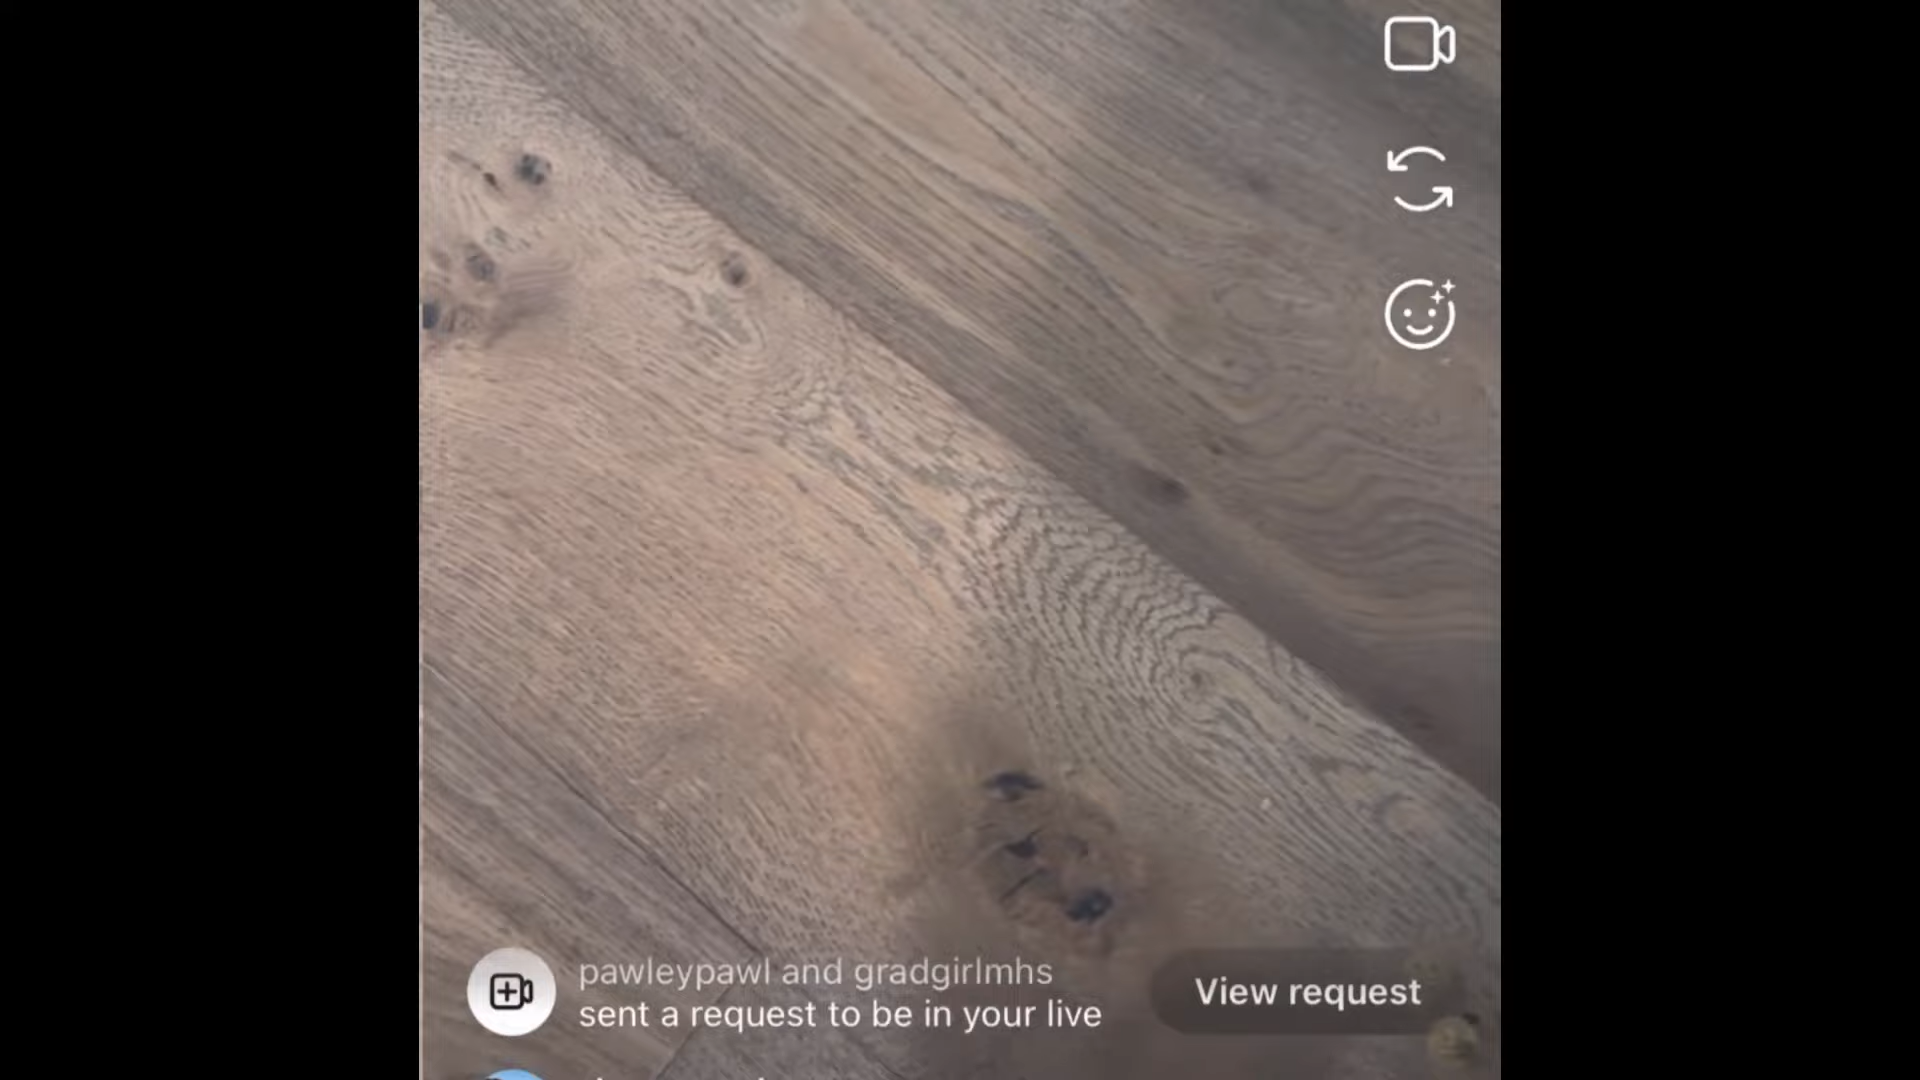 pawleypawl and gradgirlmhs
sent a request to be in your live
View request